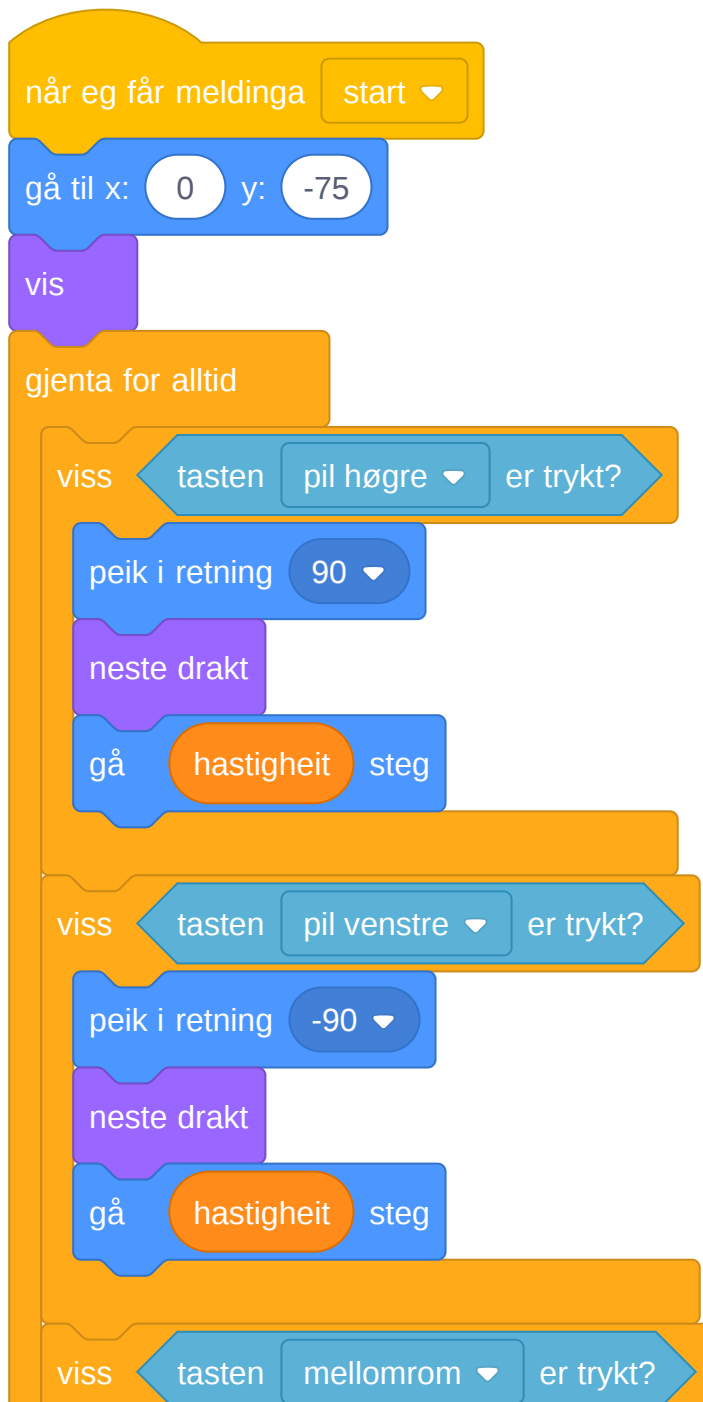 når eg får meldinga start
gå til x: 0 y: -75
vis
gjenta for alltid
viss tasten pil høgre er trykt?
peik i retning 90
neste drakt
gå hastigheit steg
viss tasten pil venstre er trykt?
peik i retning -90
neste drakt
gå hastigheit steg
viss tasten mellomrom er trykt?